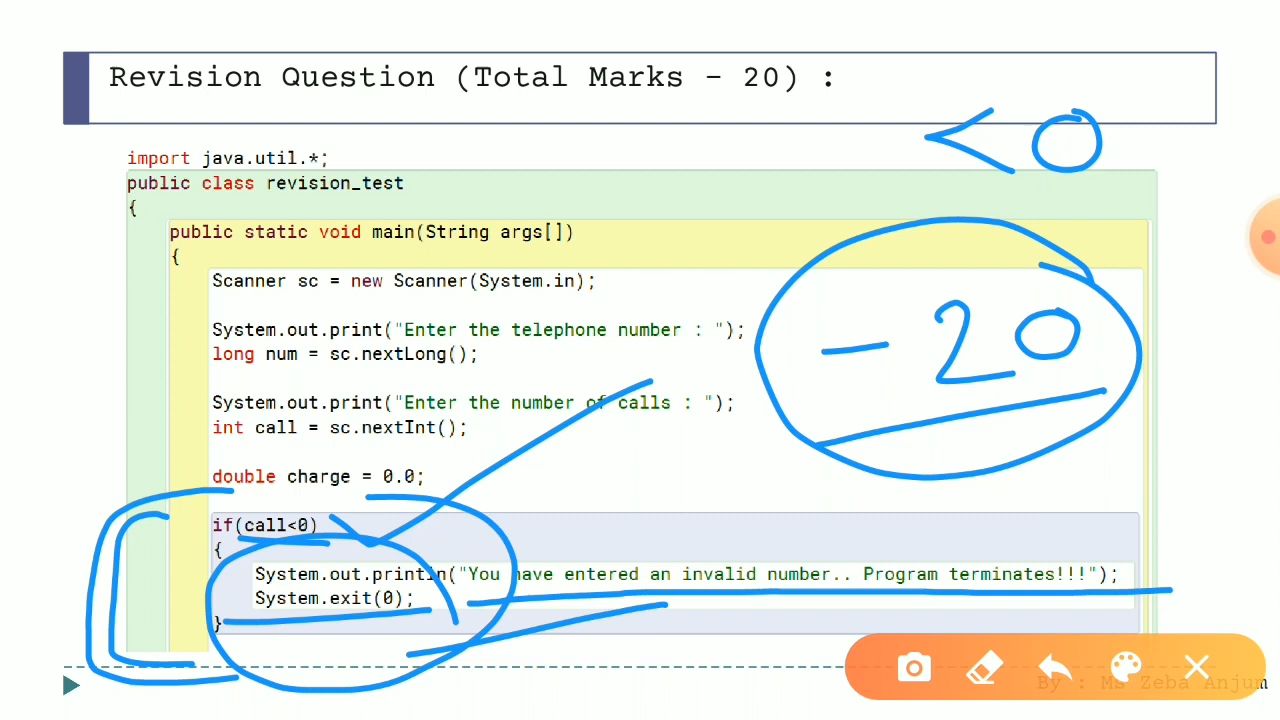 Revision Question (Total Marks - 20) :
<0
import java.util.*;
public class revision_test
{
public static void main(String args[])
{
Scanner sc = new Scanner(System.in);
System.out.print("Enter the telephone number : ");
long num = sc.nextLong();
- 20
System.out.print("Enter the number of calls : ");
int call = sc.nextInt();
double charge = 0.0;
if(call<0)
{
System.out.println("You have entered an invalid number.. Program terminates!!!");
System.exit(0);
}
By : Ms Zeba Anjum